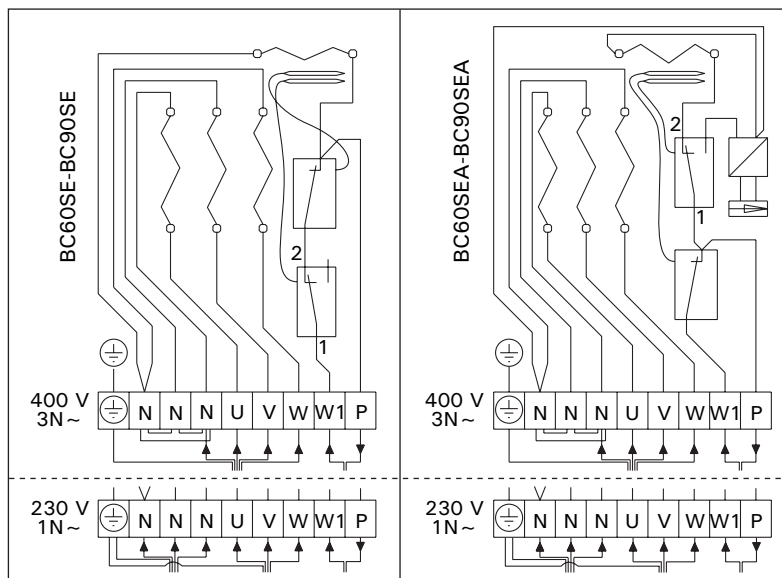 BC60SE-BC90SE
2
1
400 V
3N~
N N N U V W W1 P
230 V
1N~
N N N U V W W1 P
BC60SEA-BC90SEA
2
1
400 V
3N~
N N N U V W W1 P
230 V
1N~
N N N U V W W1 P